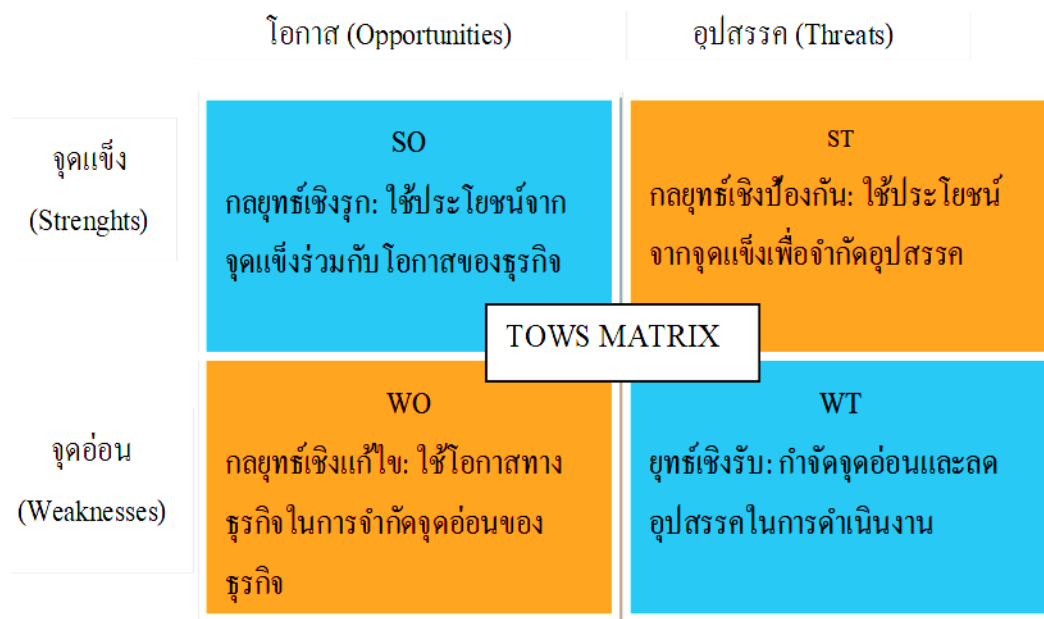 โอกาส (Opportunities)
อุปสรรค (Threats)
จุดแข็ง
(Strenghts)
SO
กลยุทธ์เชิงรุก: ใช้ประโยชน์จาก
จุดแข็งร่วมกับโอกาสของธุรกิจ
ST
กลยุทธ์เชิงป้องกัน: ใช้ประโยชน์
จากจุดแข็งเพื่อจำกัดอุปสรรค
TOWS MATRIX
จุดอ่อน
(Weaknesses)
WO
กลยุทธ์เชิงแก้ไข: ใช้โอกาสทาง
ธุรกิจในการจำกัดจุดอ่อนของ
ธุรกิจ
WT
ยุทธ์เชิงรับ: กำจัดจุดอ่อนและลด
อุปสรรคในการดำเนินงาน